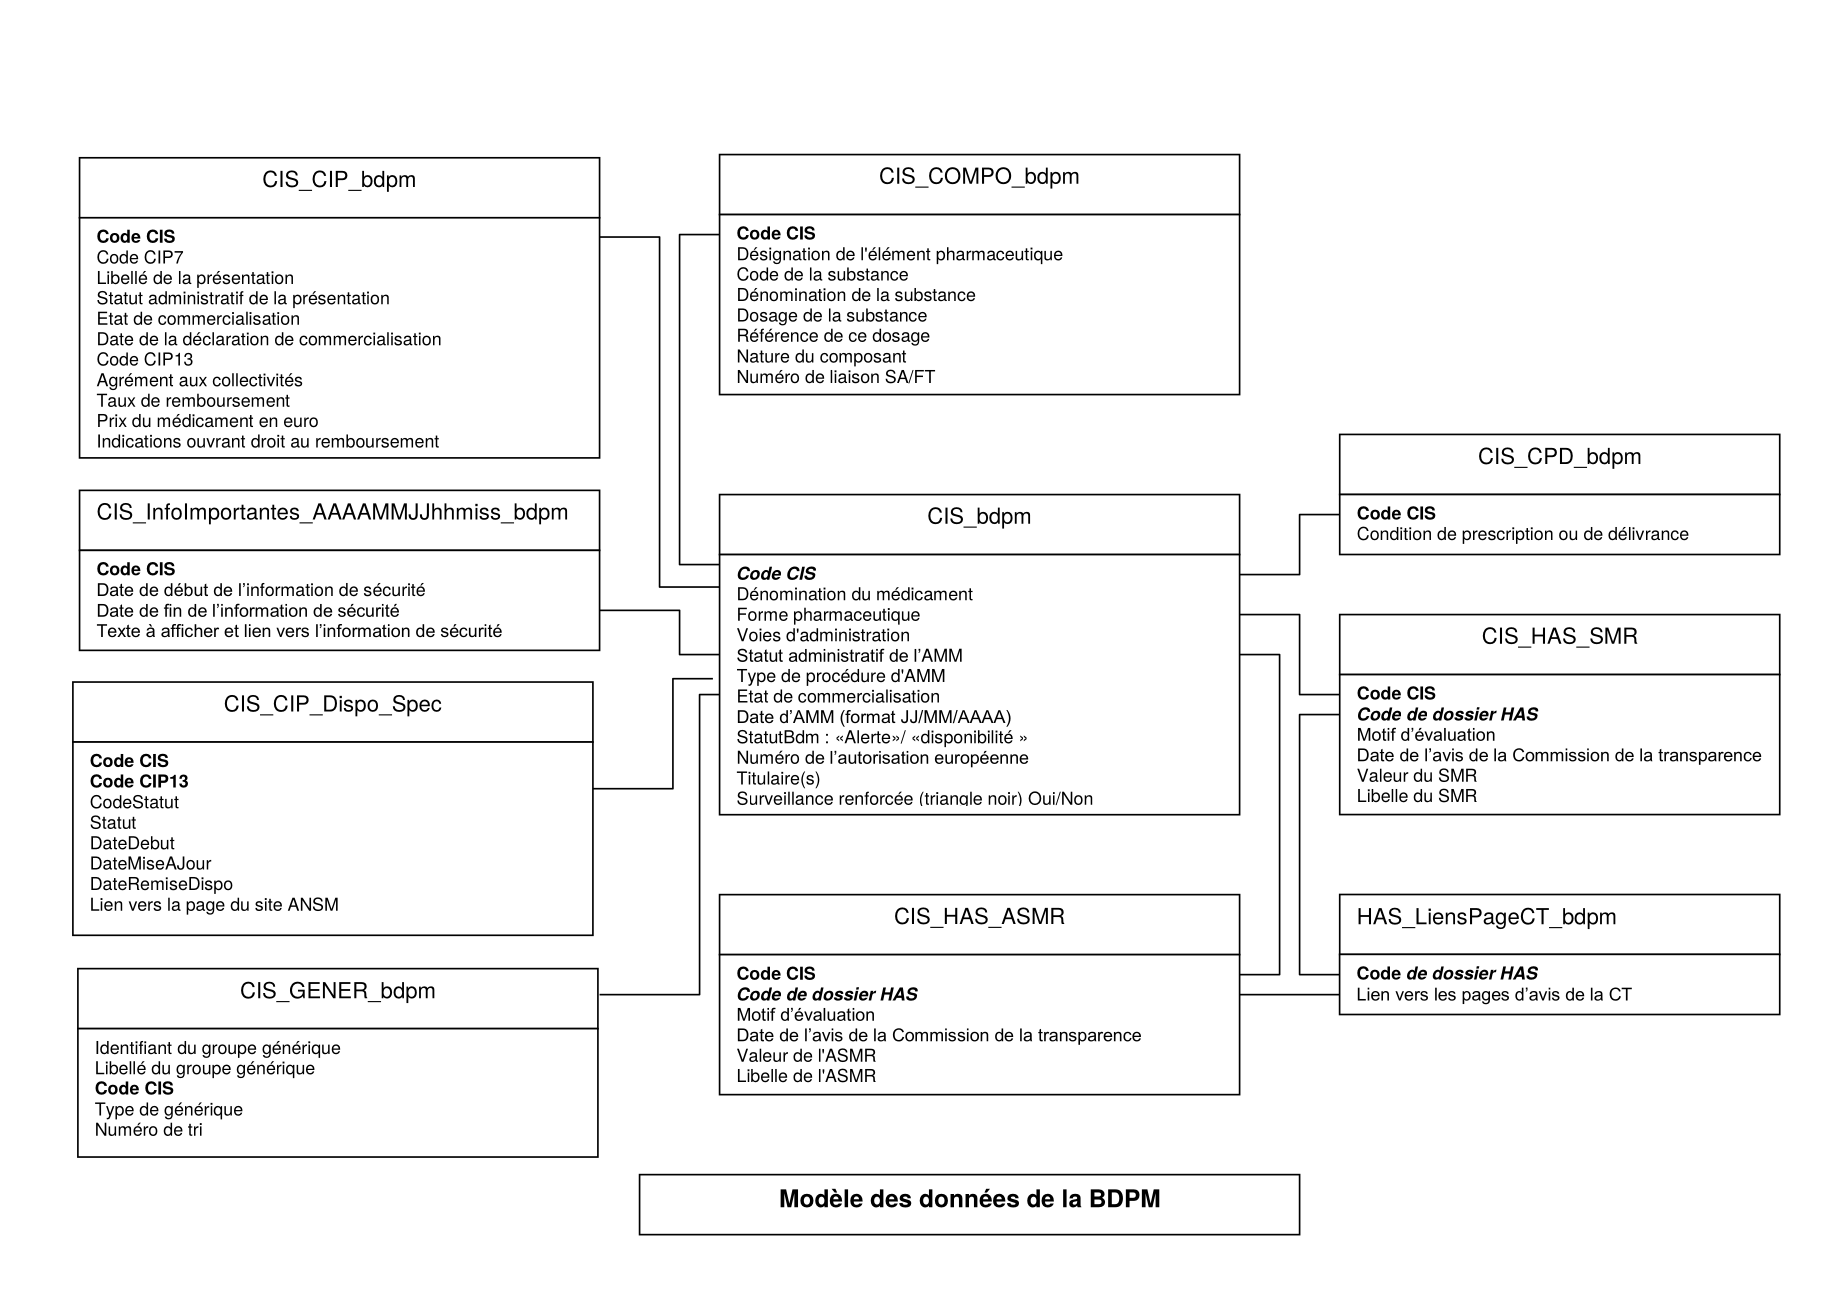 CIS_CIP_bdpm
Code CIS
Code CIP7
Libellé de la présentation
Statut administratif de la présentation
Etat de commercialisation
Date de la déclaration de commercialisation
Code CIP13
Agrément aux collectivités
Taux de remboursement
Prix du médicament en euro
Indications ouvrant droit au remboursement
CIS_COMPO_bdpm
Code CIS
Désignation de l'élément pharmaceutique
Code de la substance
Dénomination de la substance
Dosage de la substance
Référence de ce dosage
Nature du composant
Numéro de liaison SA/FT
CIS_CPD_bdpm
Code CIS
Condition de prescription ou de délivrance
CIS_InfoImportantes_AAAAMMJJhhmiss_bdpm
Code CIS
Date de début de l’information de sécurité
Date de fin de l’information de sécurité
Texte à afficher et lien vers l’information de sécurité
CIS_bdpm
Code CIS
Dénomination du médicament
Forme pharmaceutique
Voies d'administration
Statut administratif de l’AMM
Type de procédure d'AMM
Etat de commercialisation
Date d’AMM (format JJ/MM/AAAA)
StatutBdm : «Alerte»/ «disponibilité »
Numéro de l’autorisation européenne
Titulaire(s)
Surveillance renforcée (triangle noir) Oui/Non
CIS_HAS_SMR
Code CIS
Code de dossier HAS
Motif d’évaluation
Date de l’avis de la Commission de la transparence
Valeur du SMR
Libelle du SMR
CIS_CIP_Dispo_Spec
Code CIS
Code CIP13
CodeStatut
Statut
DateDebut
DateMiseAJour
DateRemiseDispo
Lien vers la page du site ANSM
CIS_HAS_ASMR
Code CIS
Code de dossier HAS
Motif d’évaluation
Date de l’avis de la Commission de la transparence
Valeur de l'ASMR
Libelle de l'ASMR
HAS_LiensPageCT_bdpm
Code de dossier HAS
Lien vers les pages d’avis de la CT
CIS_GENER_bdpm
Identifiant du groupe générique
Libellé du groupe générique
Code CIS
Type de générique
Numéro de tri
Modèle des données de la BDPM